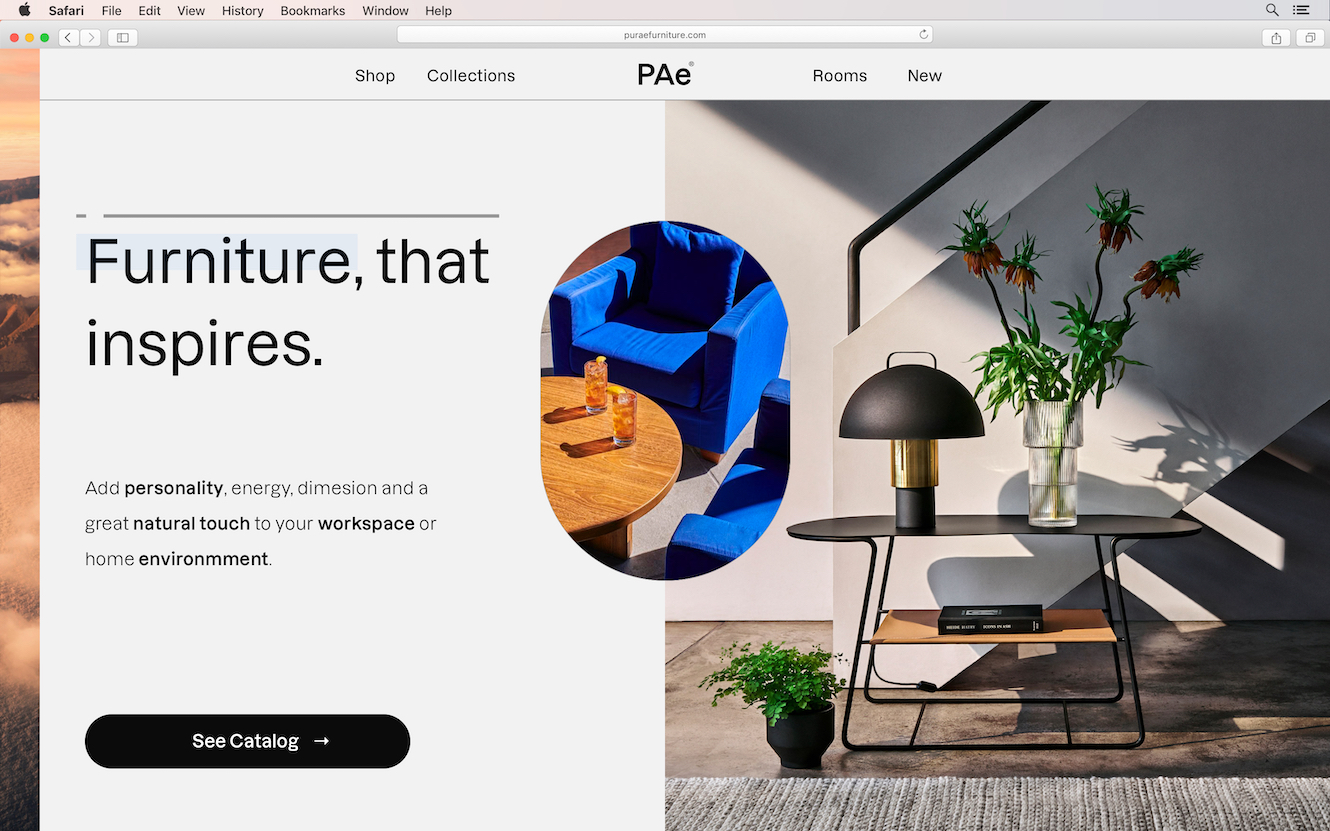 Safari File Edit View History Bookmarks Window Help
puraefurniture.com
Shop Collections PAe® Rooms New
Furniture, that
inspires.
Add personality, energy, dimesion and a
great natural touch to your workspace or
home environmment.
See Catalog →